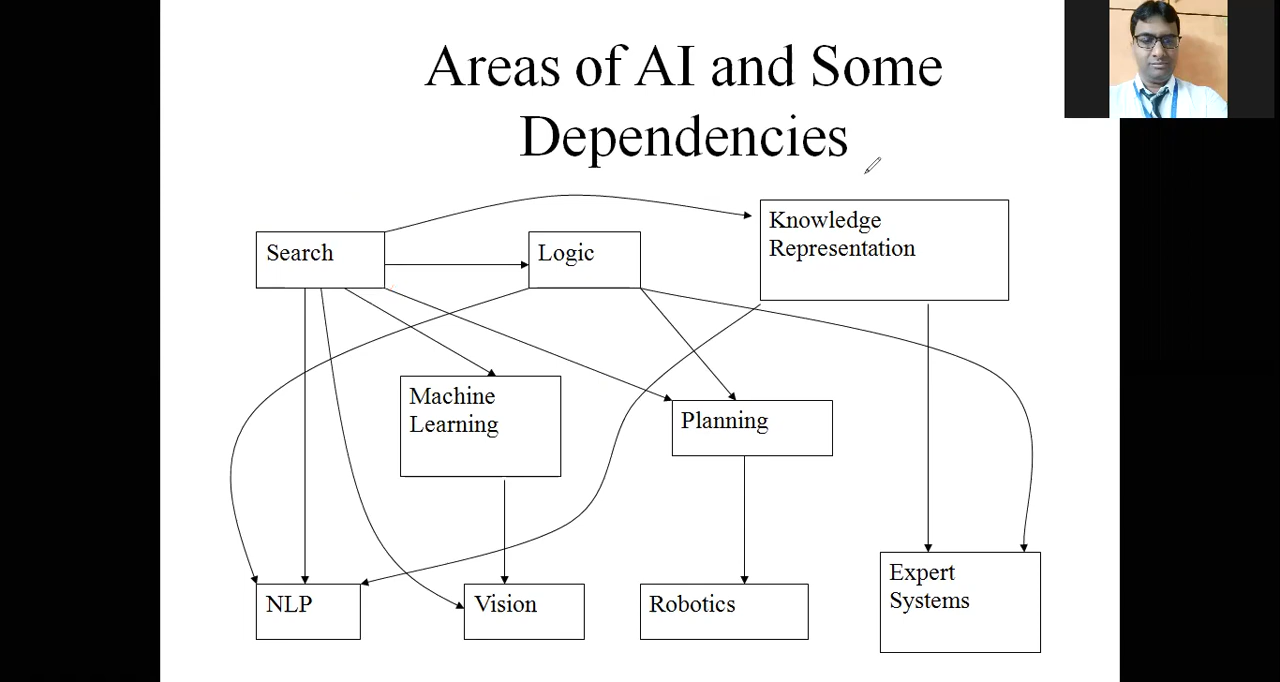 Areas of AI and Some
Dependencies
Search
Logic
Knowledge
Representation
Machine
Learning
Planning
NLP
Vision
Robotics
Expert
Systems